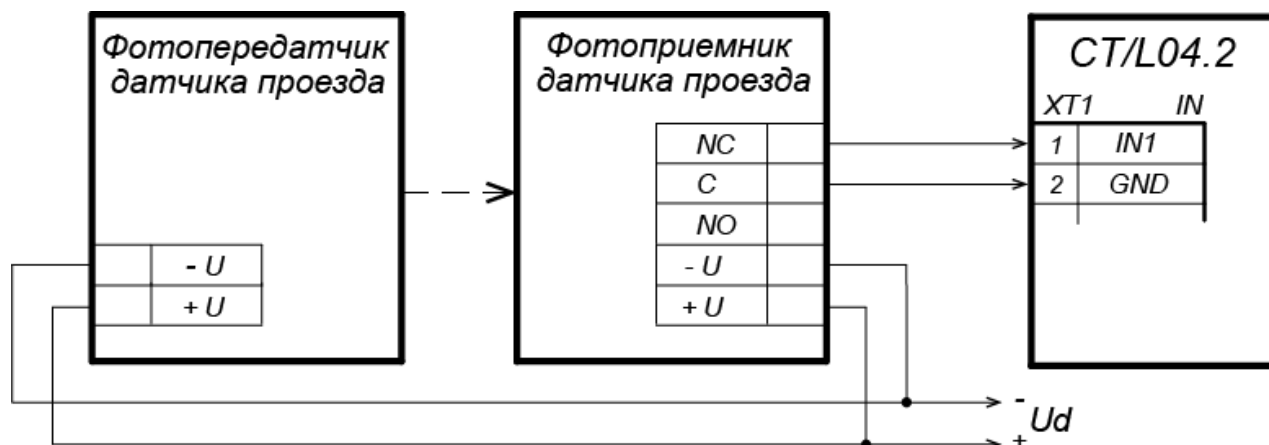 Фотопередатчик
датчика проезда
- U
+ U
Фотоприемник
датчика проезда
NC
C
NO
- U
+ U
CT/L04.2
XT1 IN
1 IN1
2 GND
-
Ud
+